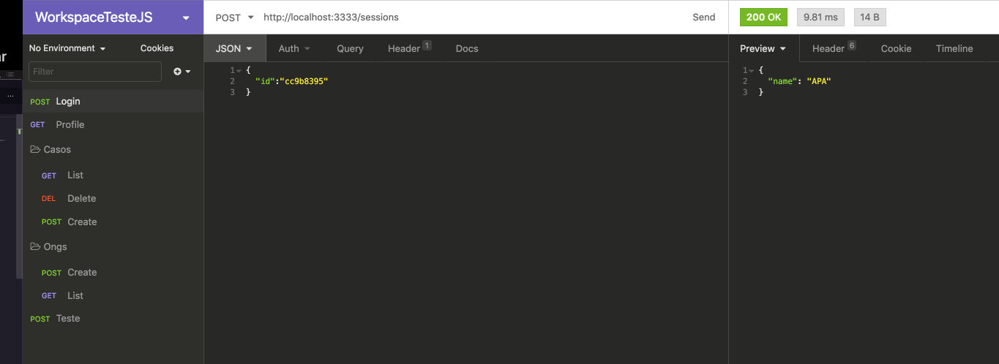 WorkspaceTesteJS
POST http://localhost:3333/sessions Send
200 OK 9.81 ms 14 B
No Environment Cookies
JSON Auth Query Header 1 Docs
Preview Header 6 Cookie Timeline
Filter
1 {
2 "id":"cc9b8395"
3 }
1 {
2 "name": "APA"
3 }
POST Login
GET Profile
Casos
GET List
DEL Delete
POST Create
Ongs
POST Create
GET List
POST Teste
ar
...